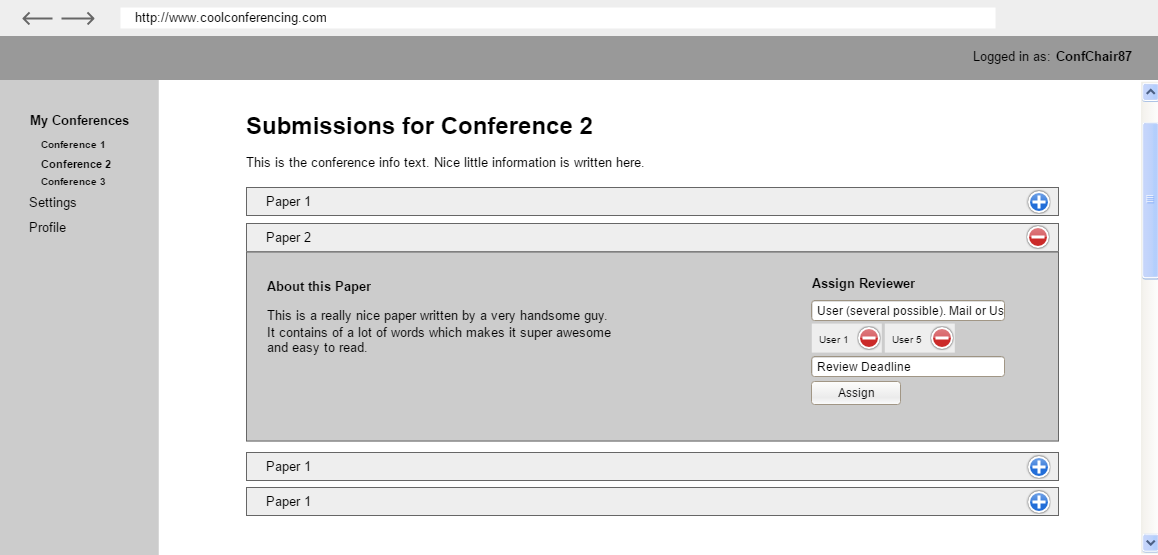 http://www.coolconferencing.com
Logged in as: ConfChair87
My Conferences
Conference 1
Conference 2
Conference 3
Settings
Profile
Submissions for Conference 2
This is the conference info text. Nice little information is written here.
Paper 1
Paper 2
About this Paper
This is a really nice paper written by a very handsome guy.
It contains of a lot of words which makes it super awesome
and easy to read.
Assign Reviewer
User (several possible). Mail or Us
User 1
User 5
Review Deadline
Assign
Paper 1
Paper 1